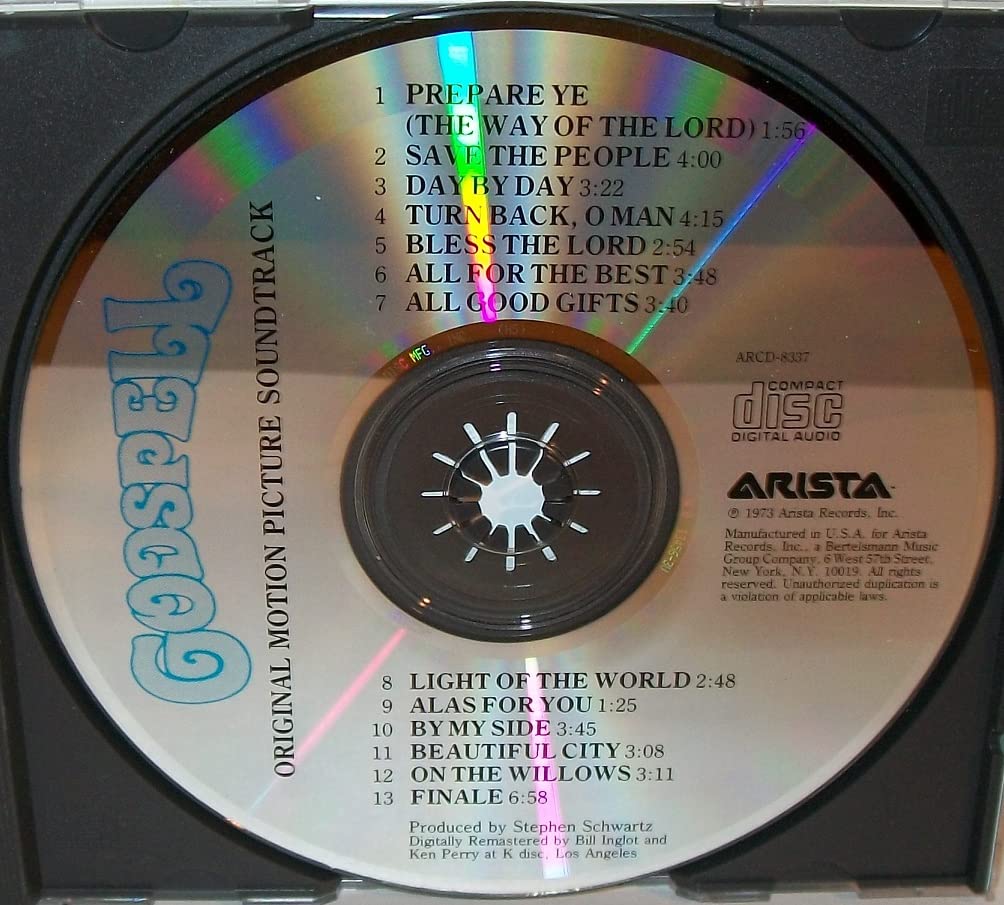 GODSPELL
ORIGINAL MOTION PICTURE SOUNDTRACK
1 PREPARE YE
(THE WAY OF THE LORD) 1:56
2 SAVE THE PEOPLE 4:00
3 DAY BY DAY 3:22
4 TURN BACK, O MAN 4:15
5 BLESS THE LORD 2:54
6 ALL FOR THE BEST 3:48
7 ALL GOOD GIFTS 3:40
ARCD-8337
COMPACT
disc
DIGITAL AUDIO
ARISTA
℗ 1973 Arista Records, Inc.
Manufactured in U.S.A. for Arista
Records, Inc., a Bertelsmann Music
Group Company, 6 West 57th Street,
New York, N.Y. 10019. All rights
reserved. Unauthorized duplication is
a violation of applicable laws.
8 LIGHT OF THE WORLD 2:48
9 ALAS FOR YOU 1:25
10 BY MY SIDE 3:45
11 BEAUTIFUL CITY 3:08
12 ON THE WILLOWS 3:11
13 FINALE 6:58
Produced by Stephen Schwartz
Digitally Remastered by Bill Inglot and
Ken Perry at K disc, Los Angeles